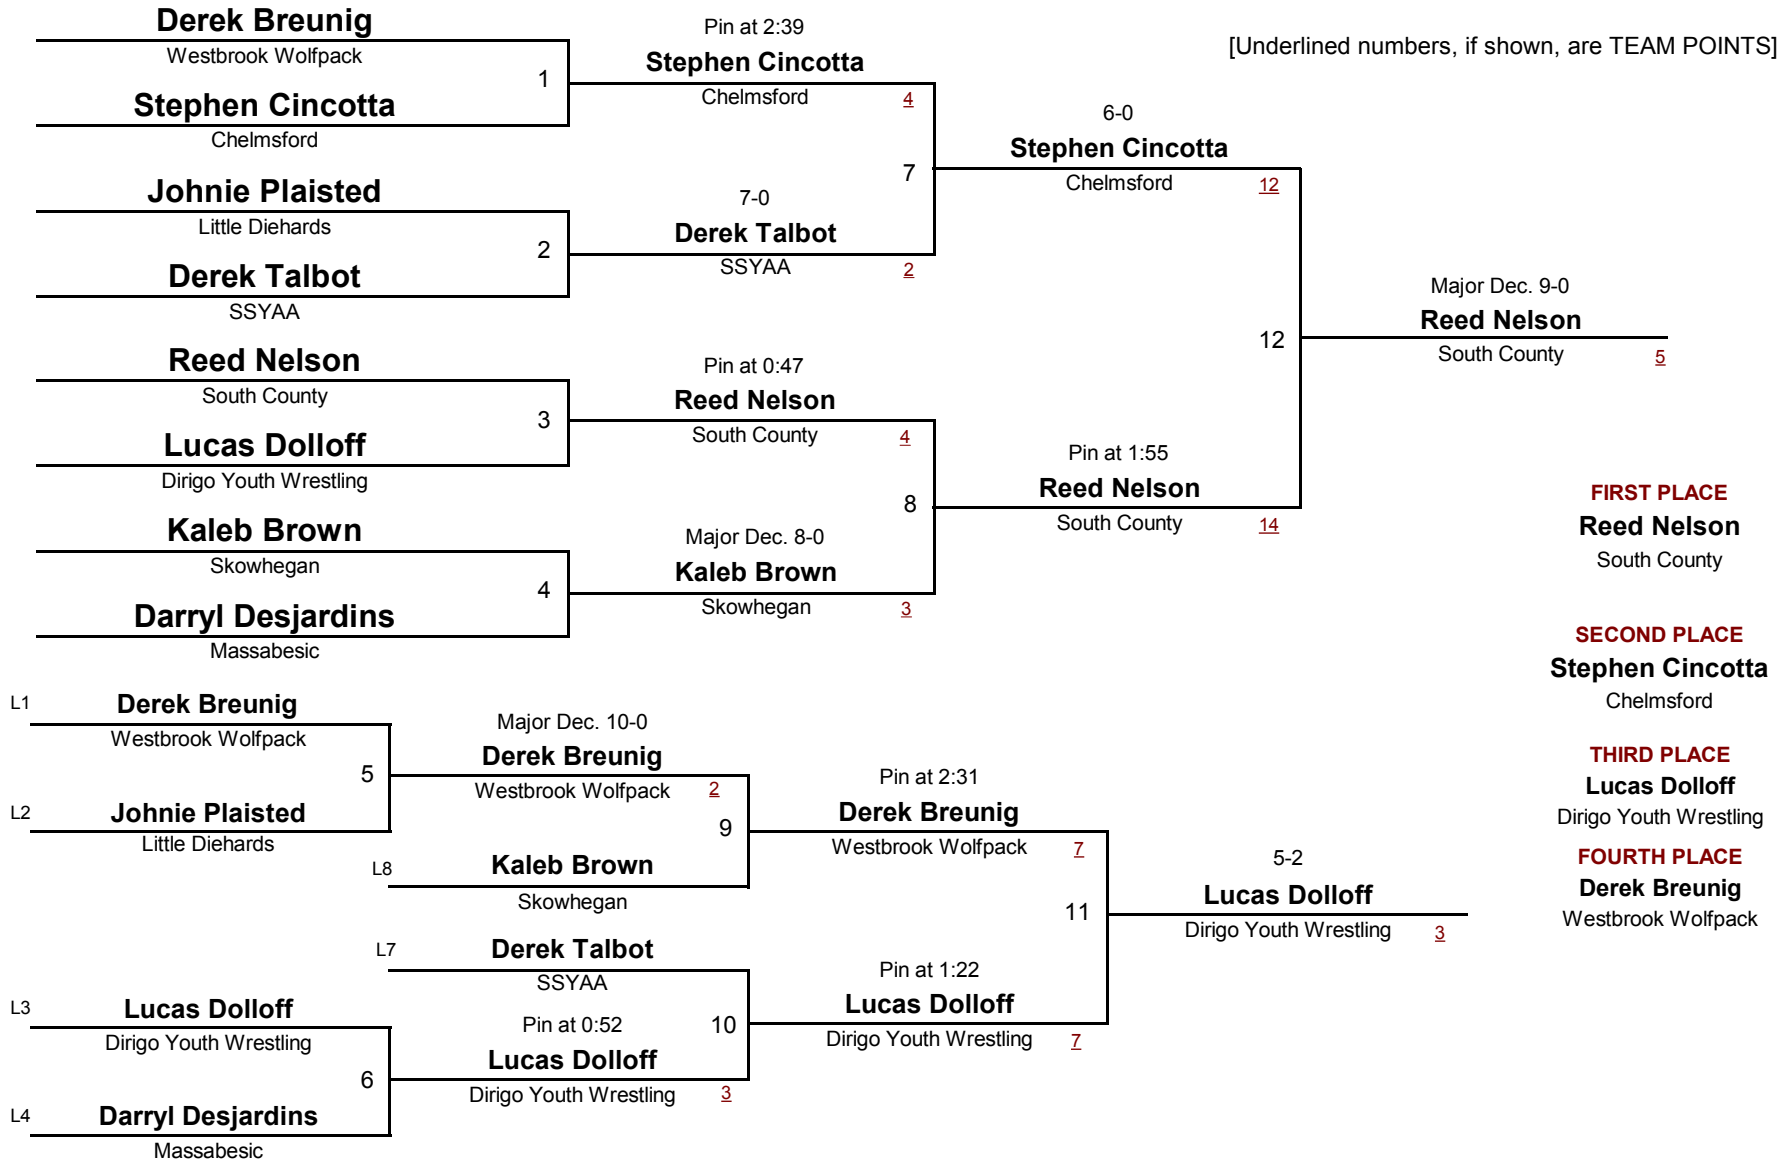 Derek Breunig
Westbrook Wolfpack
1
Stephen Cincotta
Chelmsford
Johnie Plaisted
Little Diehards
2
Derek Talbot
SSYAA
Reed Nelson
South County
3
Lucas Dolloff
Dirigo Youth Wrestling
Kaleb Brown
Skowhegan
4
Darryl Desjardins
Massabesic
Pin at 2:39
Stephen Cincotta
Chelmsford 4
7
7-0
Derek Talbot
SSYAA 2
Pin at 0:47
Reed Nelson
South County 4
8
Major Dec. 8-0
Kaleb Brown
Skowhegan 3
[Underlined numbers, if shown, are TEAM POINTS]
6-0
Stephen Cincotta
Chelmsford 12
12
Pin at 1:55
Reed Nelson
South County 14
Major Dec. 9-0
Reed Nelson
South County 5
L1 Derek Breunig
Westbrook Wolfpack
5
L2 Johnie Plaisted
Little Diehards
L3 Lucas Dolloff
Dirigo Youth Wrestling
6
L4 Darryl Desjardins
Massabesic
Major Dec. 10-0
Derek Breunig
Westbrook Wolfpack 2
9
L8 Kaleb Brown
Skowhegan
L7 Derek Talbot
SSYAA
10
Pin at 0:52
Lucas Dolloff
Dirigo Youth Wrestling 3
Pin at 2:31
Derek Breunig
Westbrook Wolfpack 7
11
Pin at 1:22
Lucas Dolloff
Dirigo Youth Wrestling 7
5-2
Lucas Dolloff
Dirigo Youth Wrestling 3
FIRST PLACE
Reed Nelson
South County
SECOND PLACE
Stephen Cincotta
Chelmsford
THIRD PLACE
Lucas Dolloff
Dirigo Youth Wrestling
FOURTH PLACE
Derek Breunig
Westbrook Wolfpack